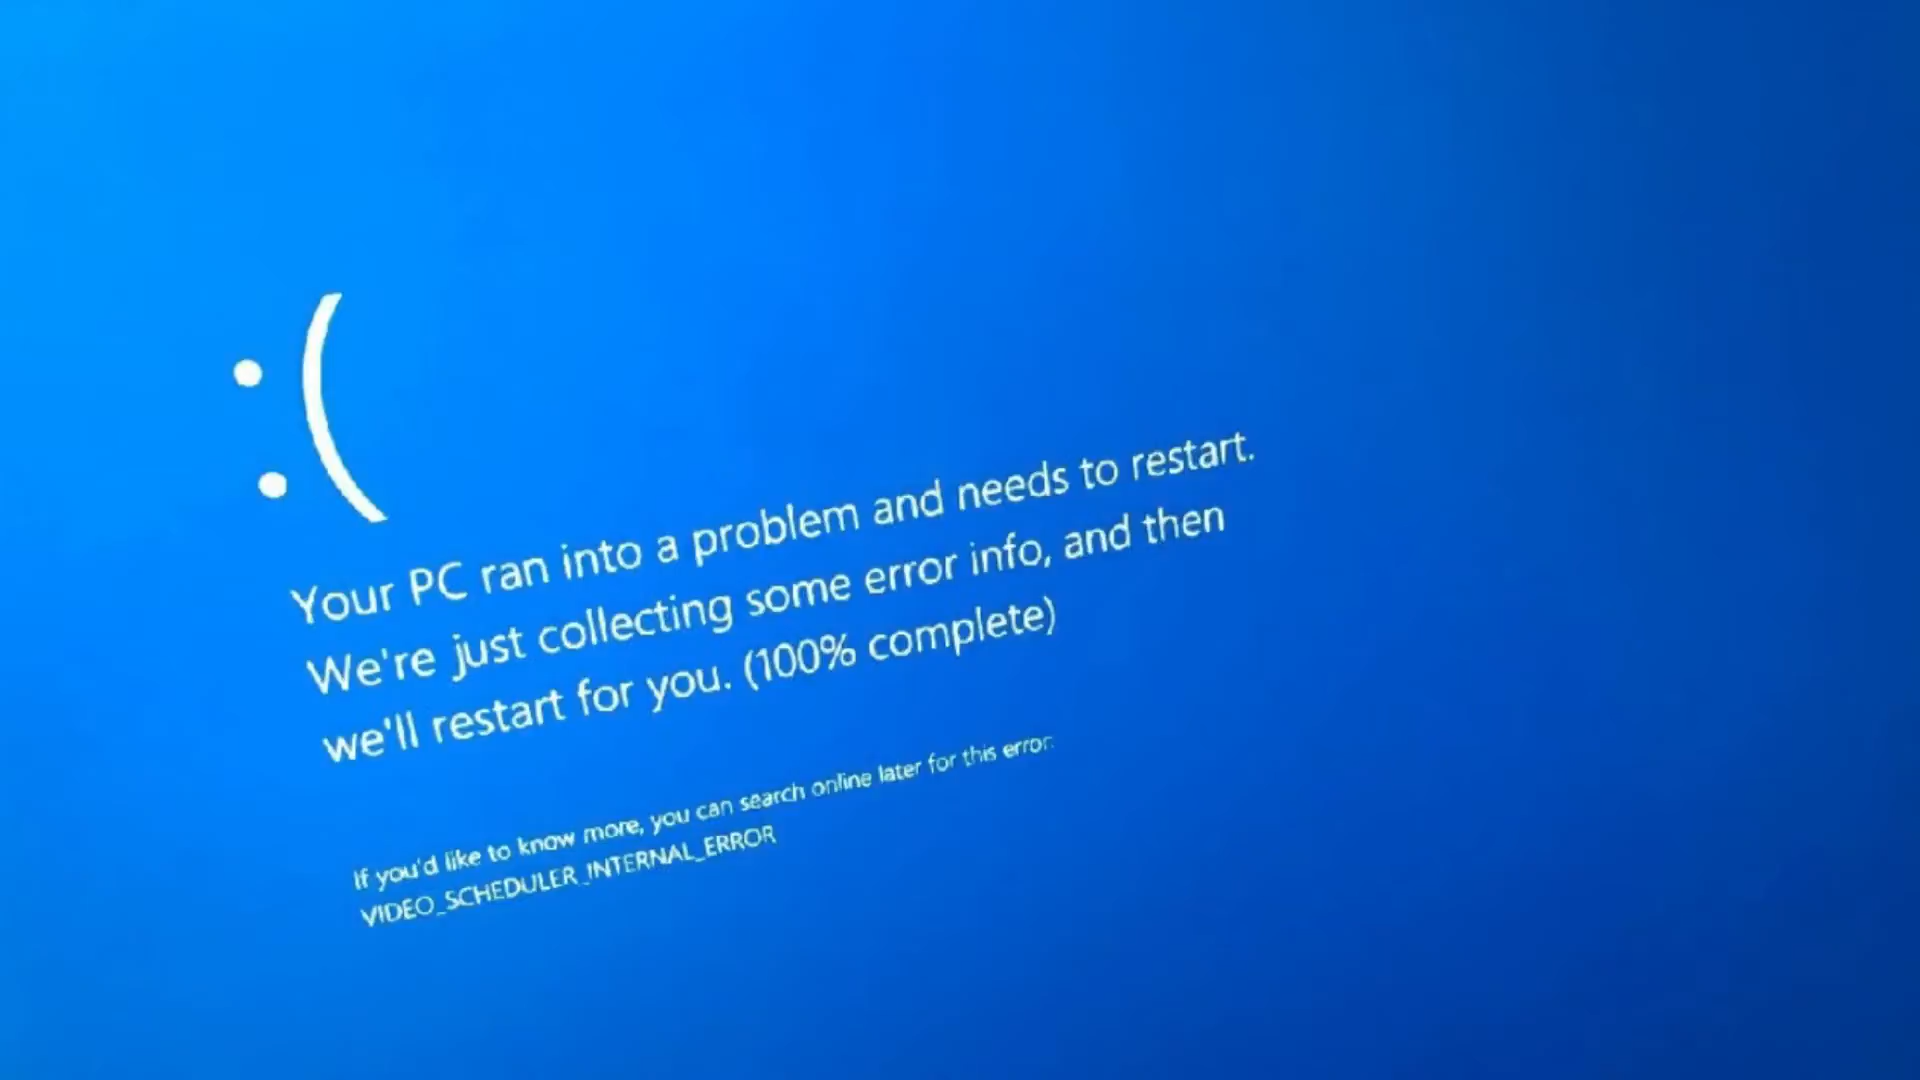 :(
Your PC ran into a problem and needs to restart.
We're just collecting some error info, and then
we'll restart for you. (100% complete)
If you'd like to know more, you can search online later for this error:
VIDEO_SCHEDULER_INTERNAL_ERROR